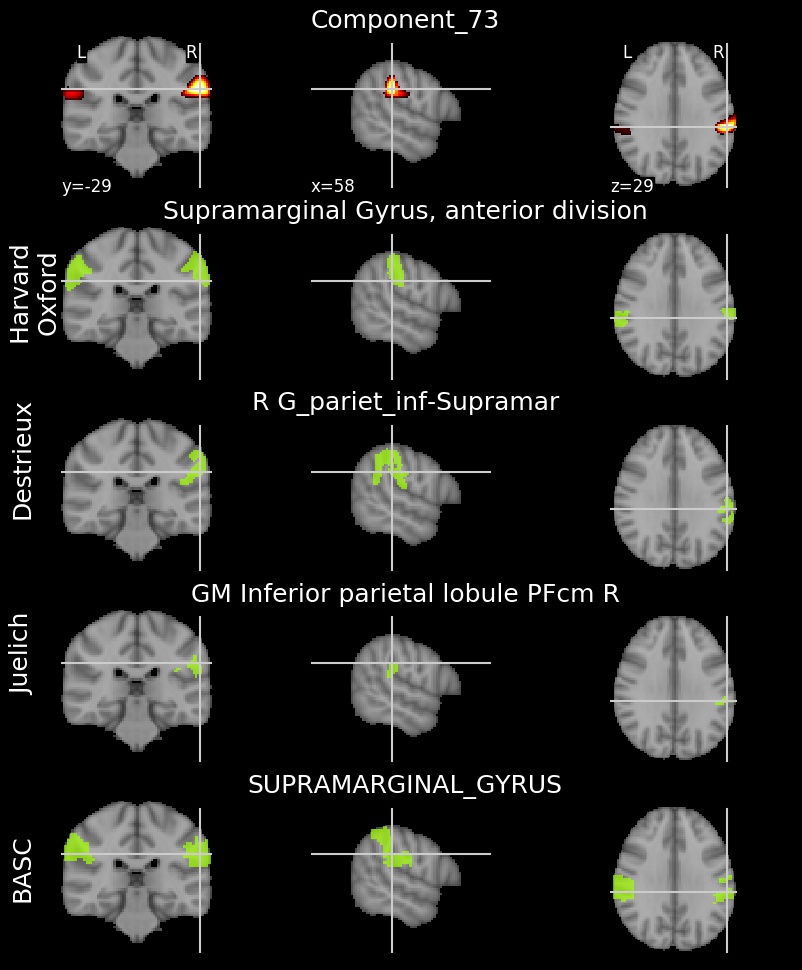 Component_73
L R
L R
y=-29
x=58
z=29
Supramarginal Gyrus, anterior division
Harvard
Oxford
R G_pariet_inf-Supramar
Destrieux
GM Inferior parietal lobule PFcm R
Juelich
SUPRAMARGINAL_GYRUS
BASC